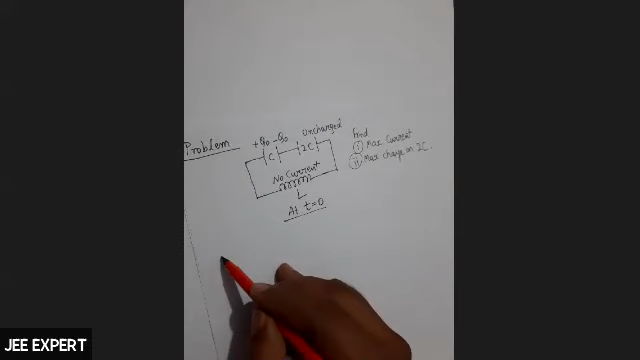 Problem
+Q0 -Q0
Uncharged
C
2C
No Current
L
At t=0
Find
(i) Max Current
(ii) Max charge on 2C.
JEE EXPERT